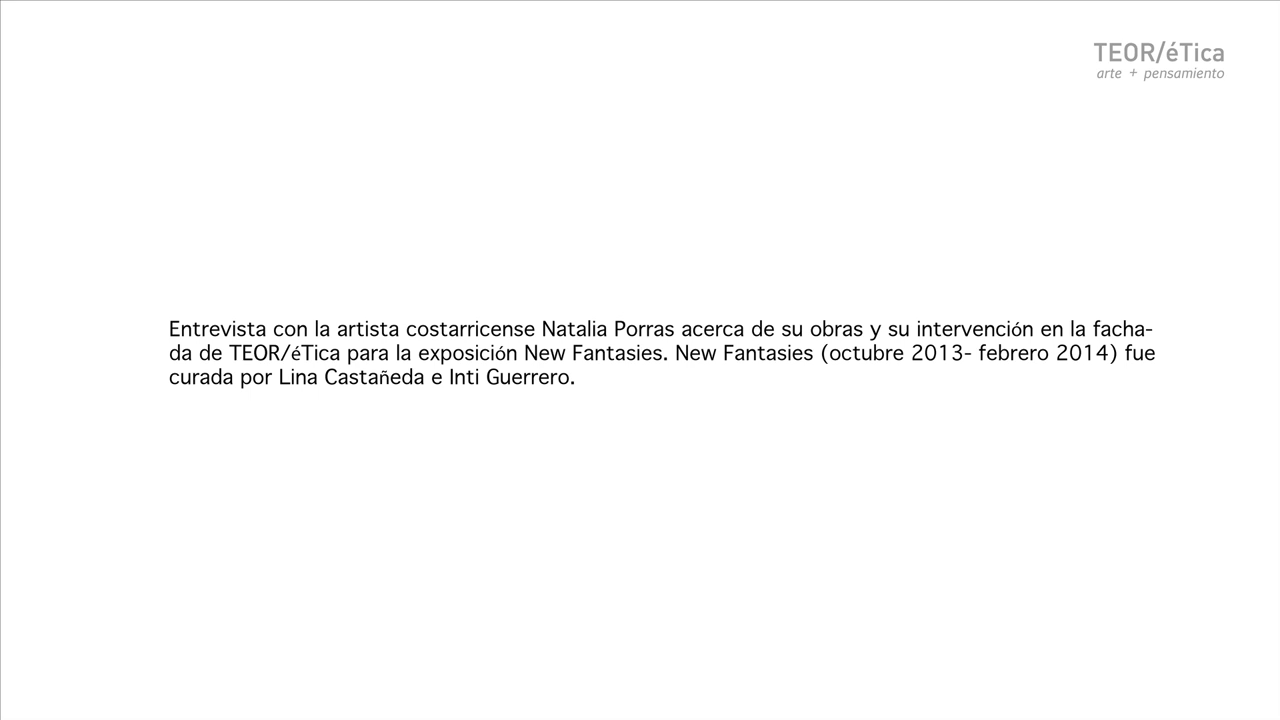 TEOR/éTica
arte + pensamiento
Entrevista con la artista costarricense Natalia Porras acerca de su obras y su intervención en la facha-
da de TEOR/éTica para la exposición New Fantasies. New Fantasies (octubre 2013- febrero 2014) fue
curada por Lina Castañeda e Inti Guerrero.